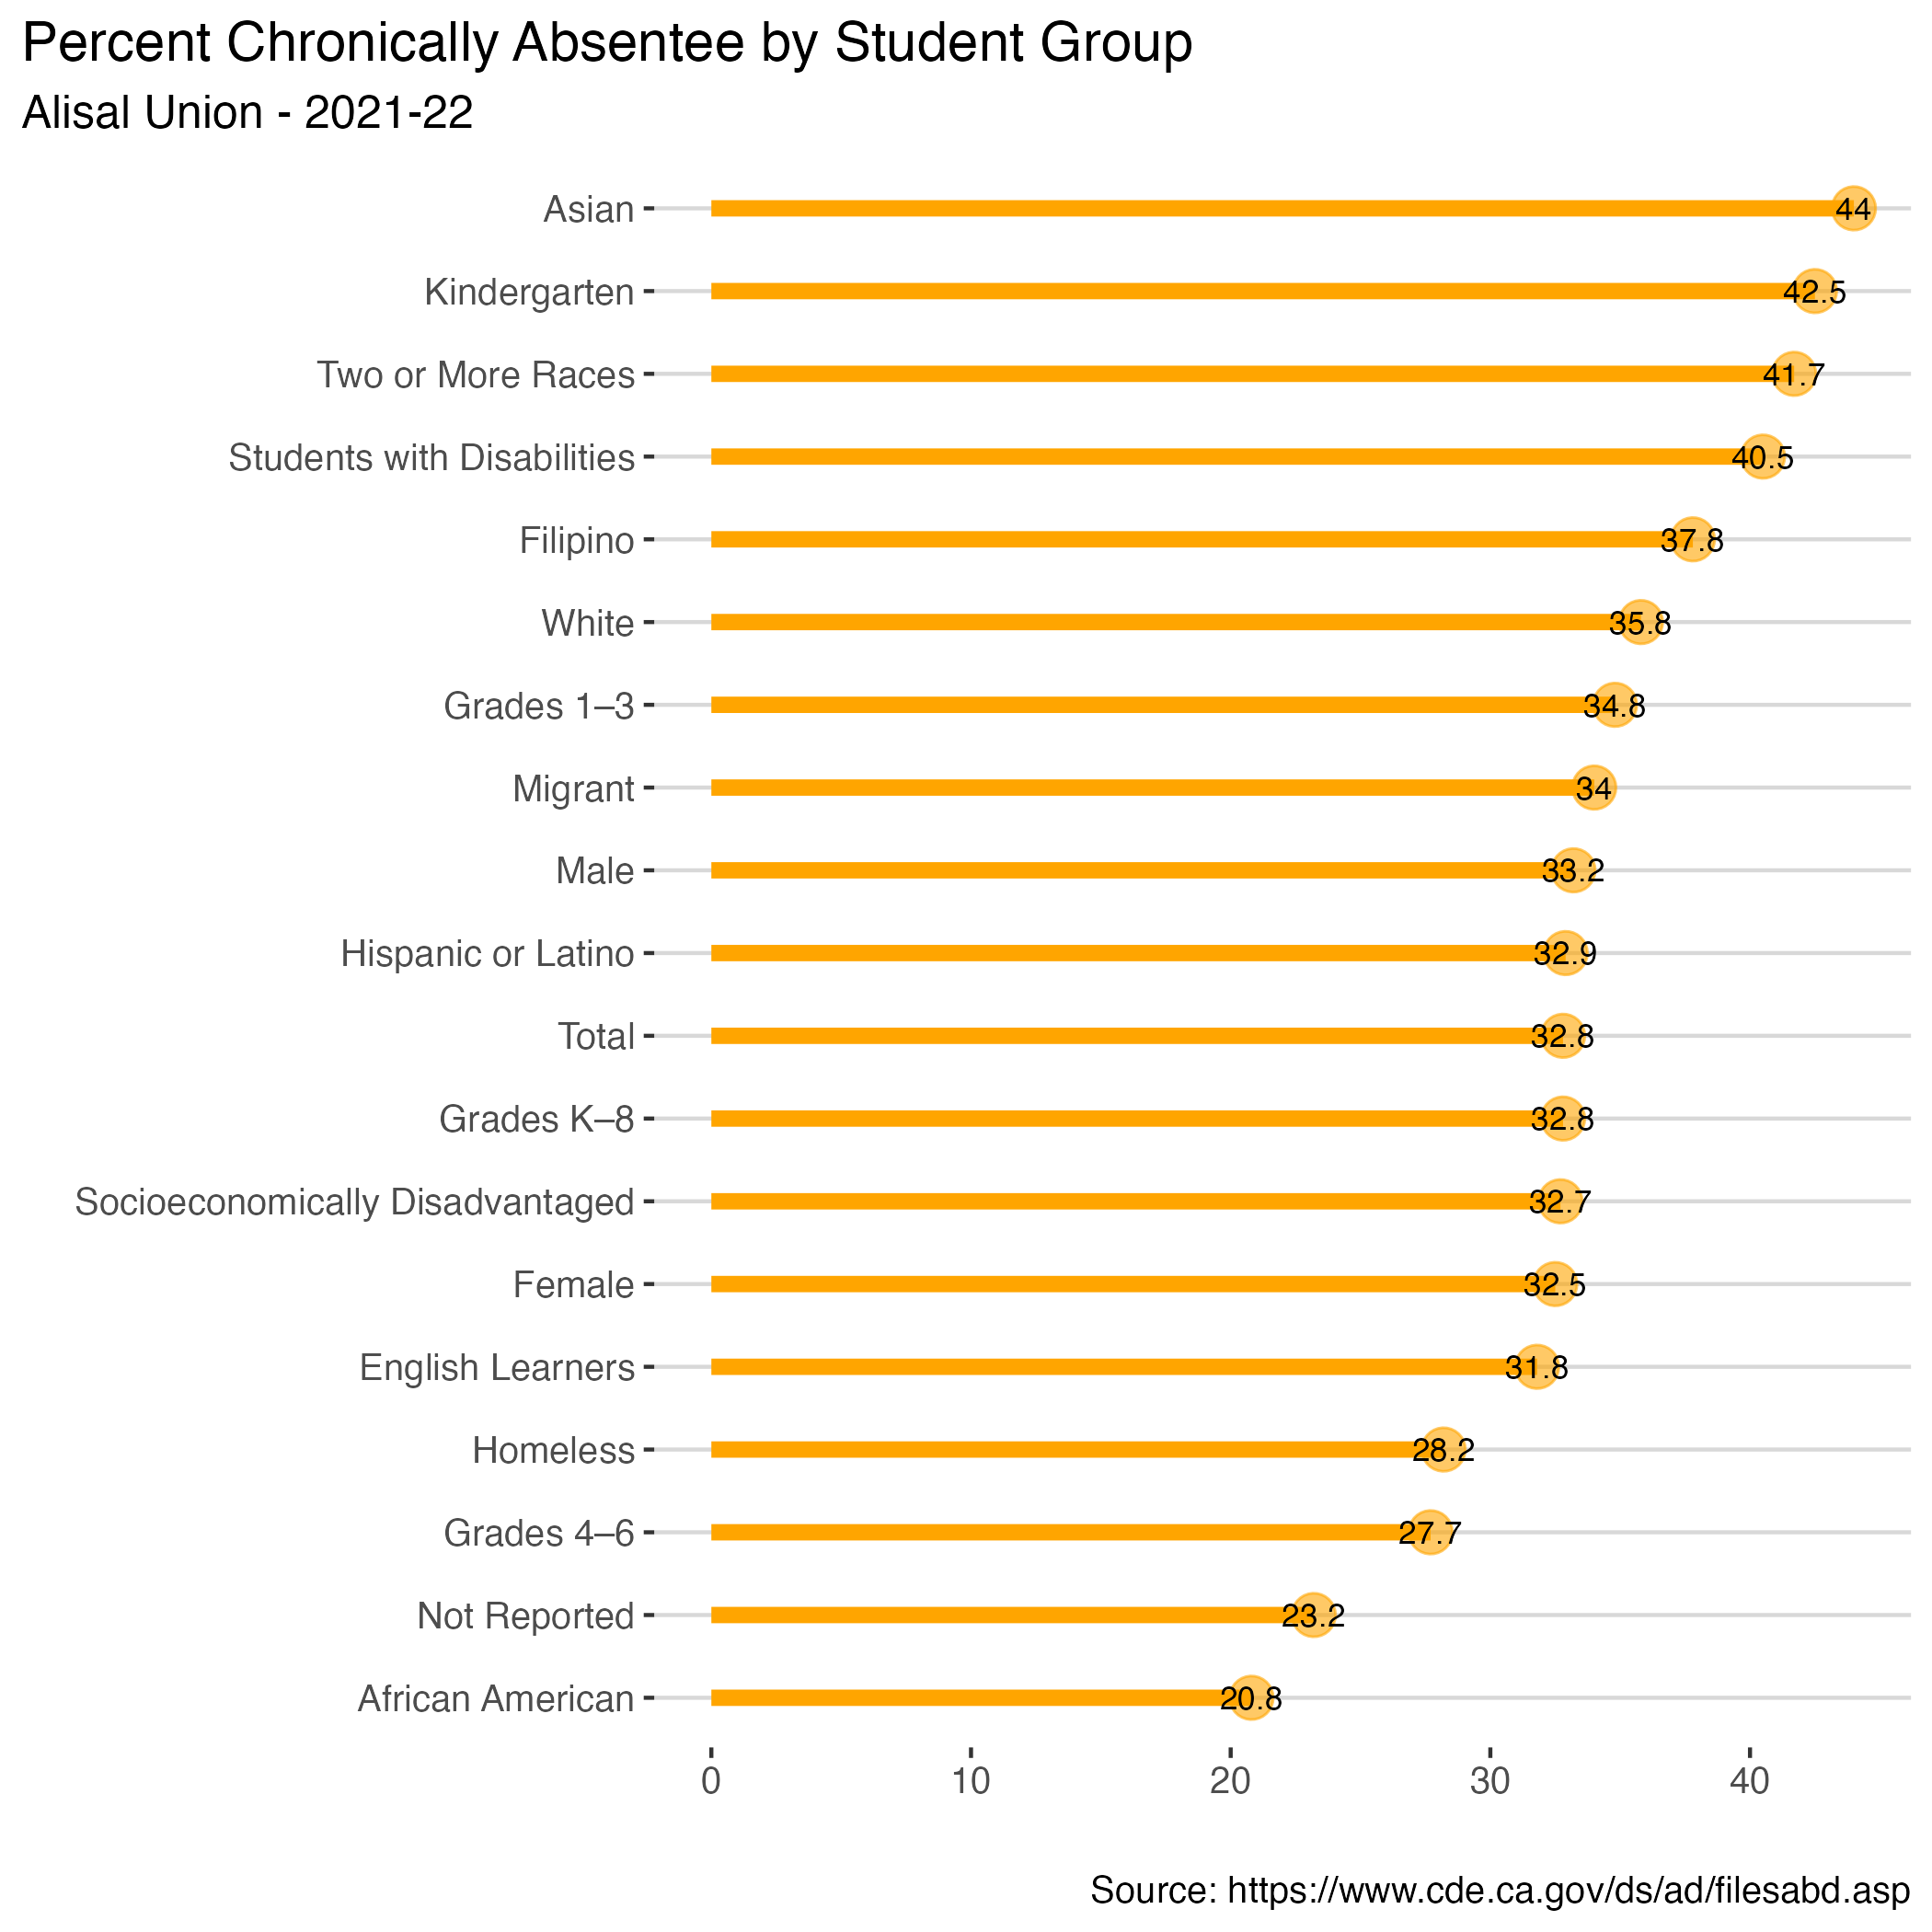 Percent Chronically Absentee by Student Group
Alisal Union - 2021-22
Asian 44
Kindergarten 42.5
Two or More Races 41.7
Students with Disabilities 40.5
Filipino 37.8
White 35.8
Grades 1–3 34.8
Migrant 34
Male 33.2
Hispanic or Latino 32.9
Total 32.8
Grades K–8 32.8
Socioeconomically Disadvantaged 32.7
Female 32.5
English Learners 31.8
Homeless 28.2
Grades 4–6 27.7
Not Reported 23.2
African American 20.8
0 10 20 30 40
Source: https://www.cde.ca.gov/ds/ad/filesabd.asp